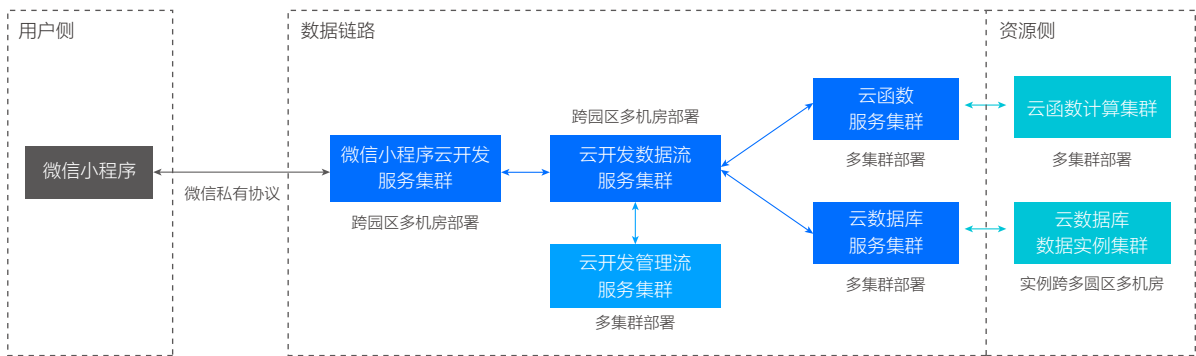 用户侧
微信小程序
微信私有协议
数据链路
微信小程序云开发
服务集群
跨园区多机房部署
跨园区多机房部署
云开发数据流
服务集群
云开发管理流
服务集群
多集群部署
云函数
服务集群
多集群部署
云数据库
服务集群
多集群部署
资源侧
云函数计算集群
多集群部署
云数据库
数据实例集群
实例跨多圆区多机房